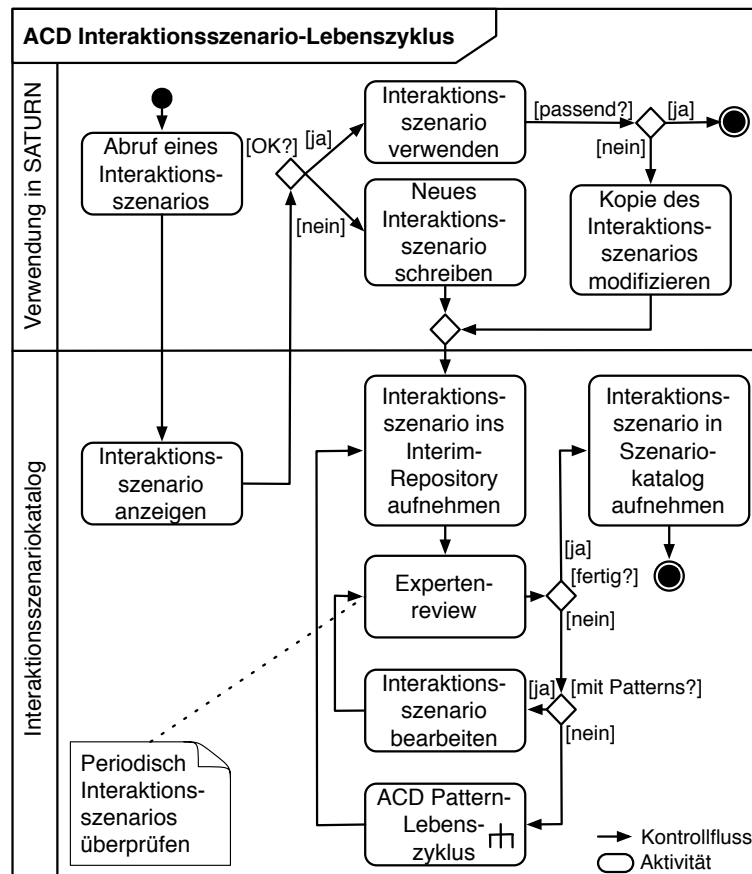 ACD Interaktionsszenario-Lebenszyklus
Verwendung in SATURN
Abruf eines
Interaktions-
szenarios
[OK?]
[ja]
[nein]
Interaktions-
szenario
verwenden
[passend?]
[ja]
[nein]
Neues
Interaktions-
szenario
schreiben
Kopie des
Interaktions-
szenarios
modifizieren
Interaktionsszenariokatalog
Interaktions-
szenario
anzeigen
Interaktions-
szenario ins
Interim-
Repository
aufnehmen
Interaktions-
szenario in
Szenario-
katalog
aufnehmen
Experten-
review
[ja]
[fertig?]
[nein]
Interaktions-
szenario
bearbeiten
[ja]
[mit Patterns?]
[nein]
Periodisch
Interaktions-
szenarios
überprüfen
ACD Pattern-
Lebens-
zyklus
Kontrollfluss
Aktivität